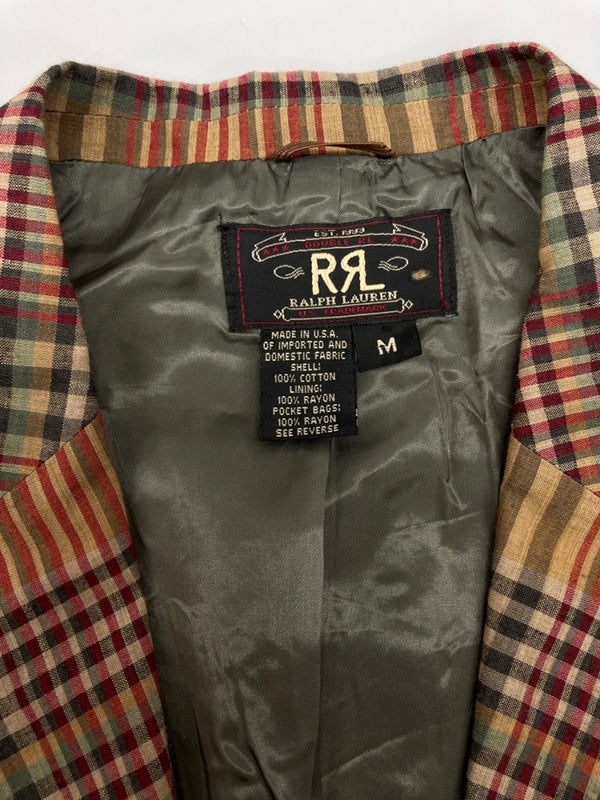 EST. 1993
DOUBLE RL
RRL
RALPH LAUREN
U.S. TRADEMARK
MADE IN U.S.A.
OF IMPORTED AND
DOMESTIC FABRIC
SHELL:
100% COTTON
LINING:
100% RAYON
POCKET BAGS:
100% RAYON
SEE REVERSE
M